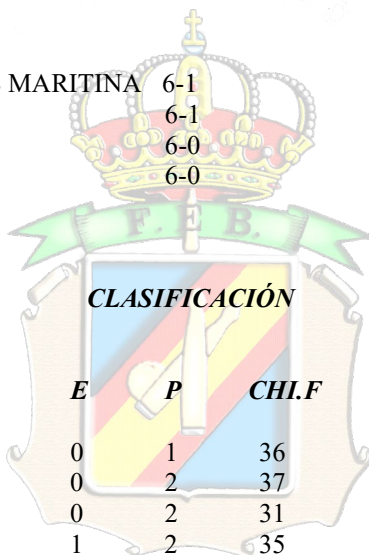 MARITINA 6-1
6-1
6-0
6-0
F. E. B.
CLASIFICACIÓN
E P CHI.F
0 1 36
0 2 37
0 2 31
1 2 35